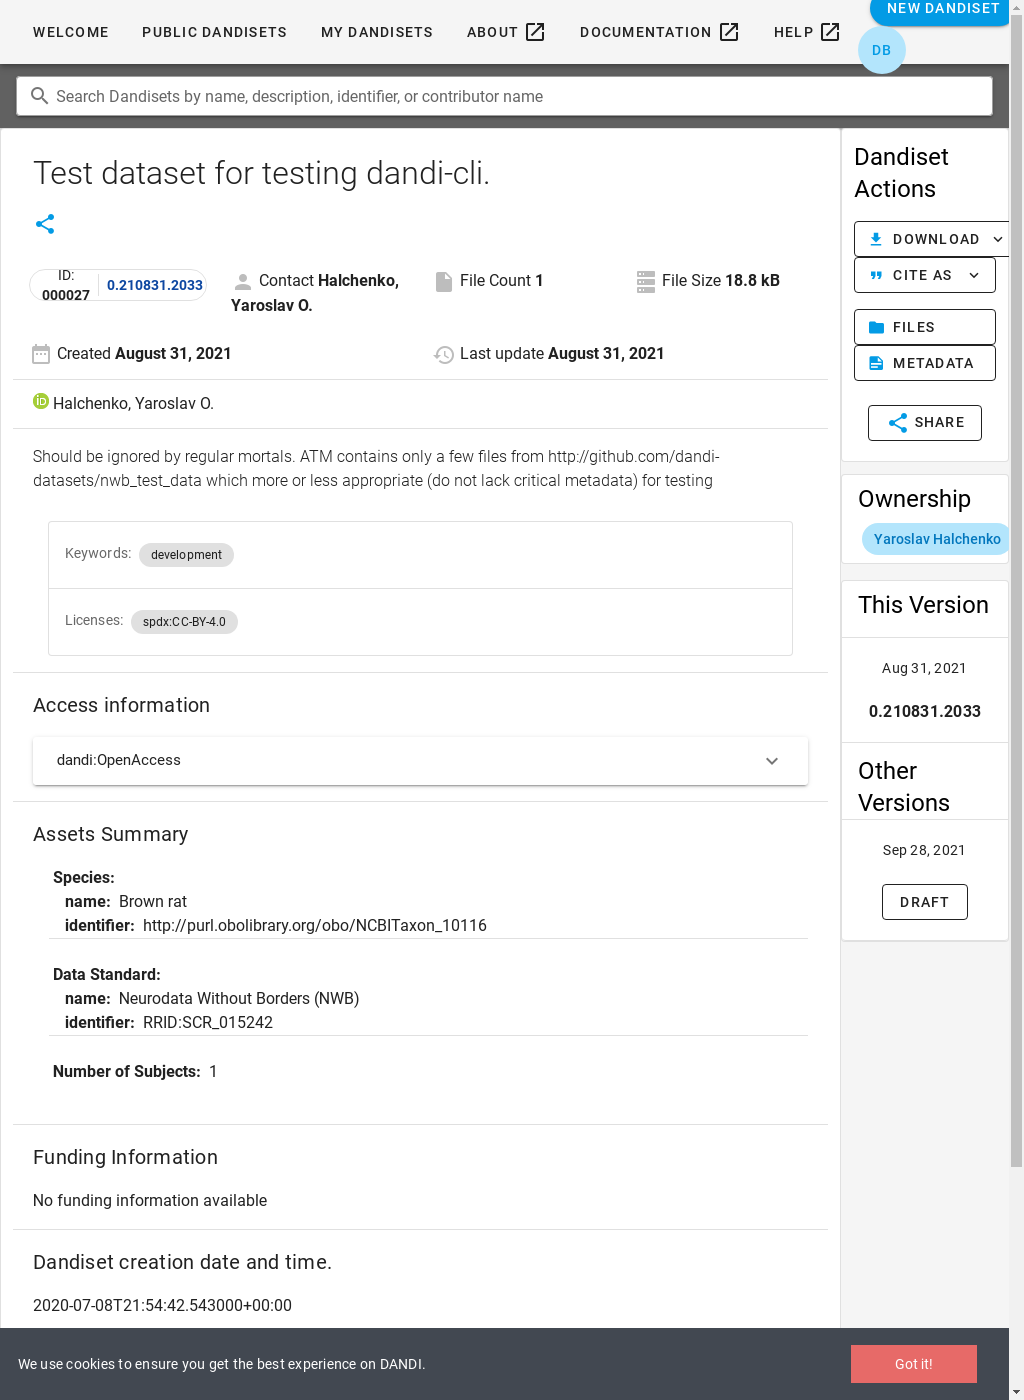 NEW DANDISET
WELCOME PUBLIC DANDISETS MY DANDISETS ABOUT DOCUMENTATION HELP
DB
Search Dandisets by name, description, identifier, or contributor name
Test dataset for testing dandi-cli.
ID:
000027
0.210831.2033
Contact Halchenko,
Yaroslav O.
File Count 1
File Size 18.8 kB
Created August 31, 2021
Last update August 31, 2021
iD Halchenko, Yaroslav O.
Should be ignored by regular mortals. ATM contains only a few files from http://github.com/dandi-
datasets/nwb_test_data which more or less appropriate (do not lack critical metadata) for testing
Keywords: development
Licenses: spdx:CC-BY-4.0
Access information
dandi:OpenAccess
Assets Summary
Species:
name: Brown rat
identifier: http://purl.obolibrary.org/obo/NCBITaxon_10116
Data Standard:
name: Neurodata Without Borders (NWB)
identifier: RRID:SCR_015242
Number of Subjects: 1
Funding Information
No funding information available
Dandiset creation date and time.
2020-07-08T21:54:42.543000+00:00
Dandiset
Actions
DOWNLOAD
CITE AS
FILES
METADATA
SHARE
Ownership
Yaroslav Halchenko
This Version
Aug 31, 2021
0.210831.2033
Other
Versions
Sep 28, 2021
DRAFT
We use cookies to ensure you get the best experience on DANDI.
Got it!